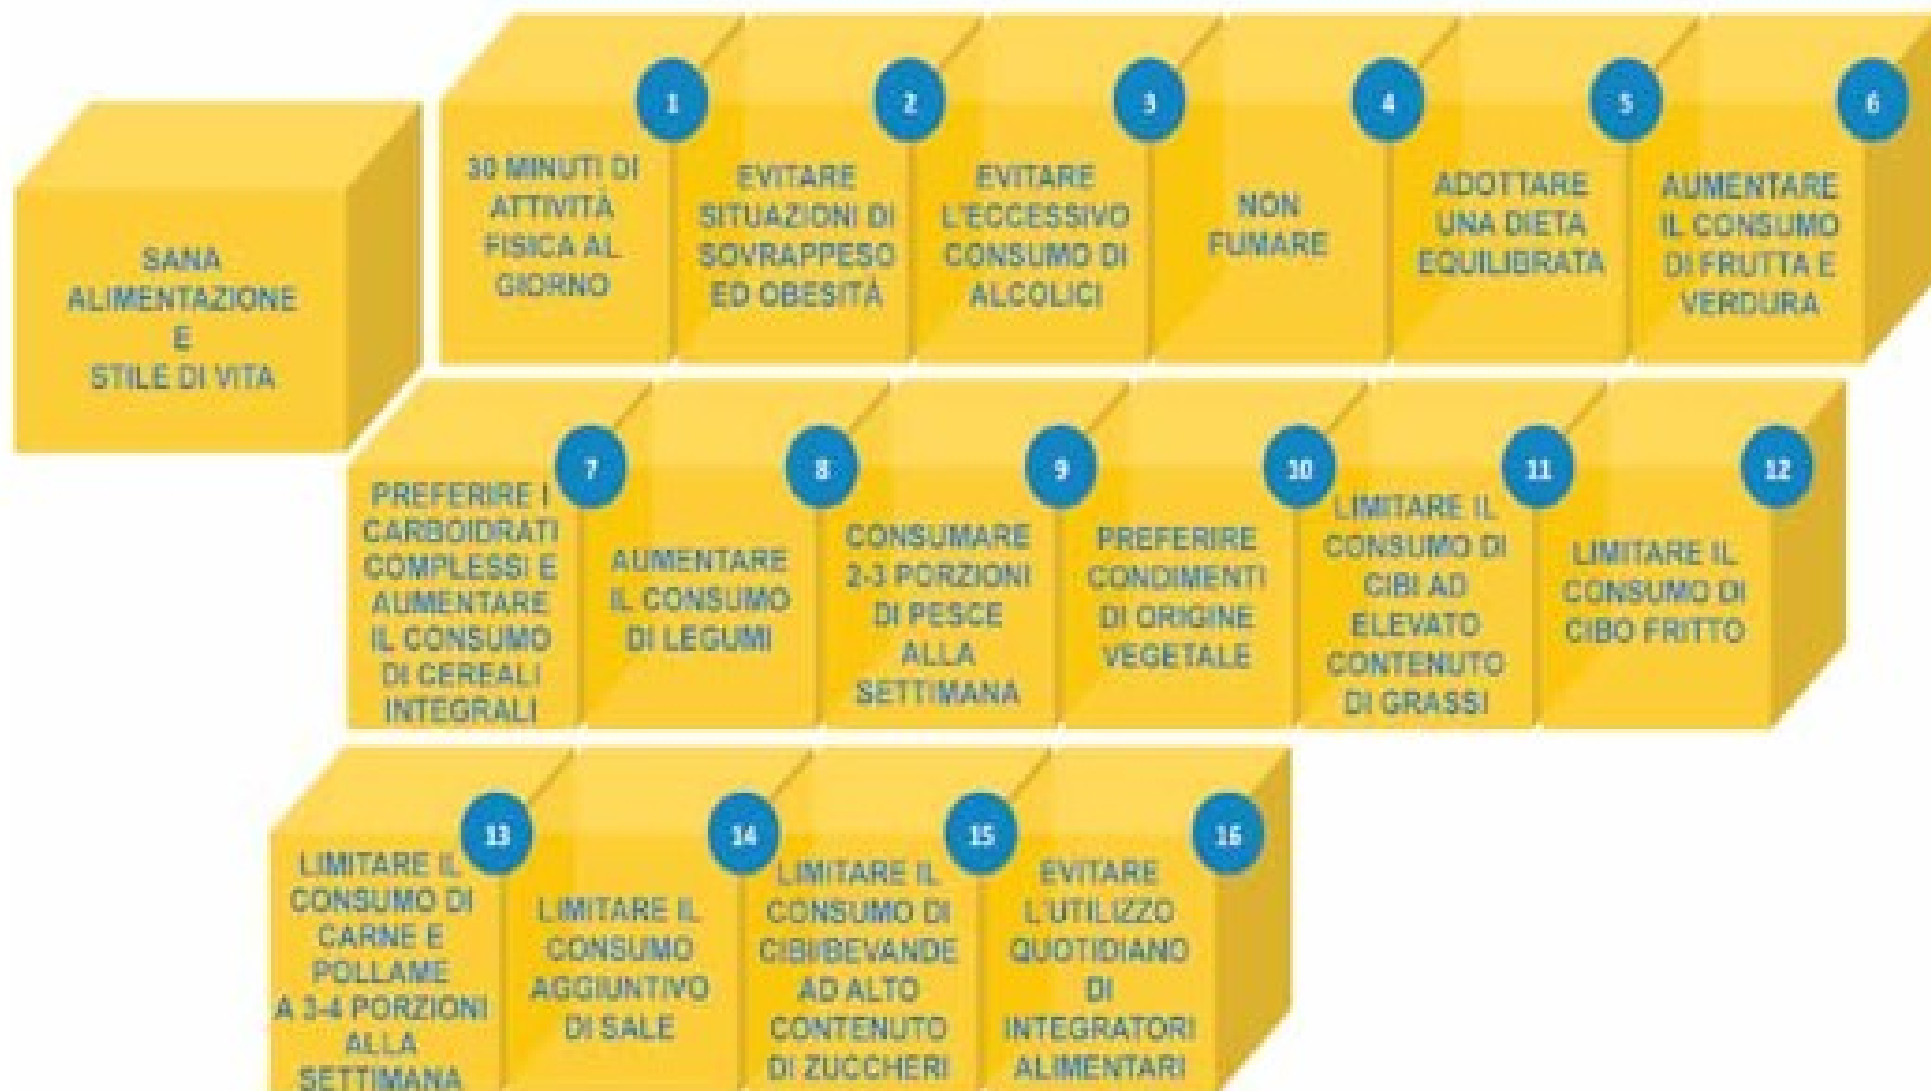 SANA
ALIMENTAZIONE
E
STILE DI VITA
1
30 MINUTI DI
ATTIVITÀ
FISICA AL
GIORNO
2
EVITARE
SITUAZIONI DI
SOVRAPPESO
ED OBESITÀ
3
EVITARE
L'ECCESSIVO
CONSUMO DI
ALCOLICI
4
NON
FUMARE
5
ADOTTARE
UNA DIETA
EQUILIBRATA
6
AUMENTARE
IL CONSUMO
DI FRUTTA E
VERDURA
7
PREFERIRE I
CARBOIDRATI
COMPLESSI E
AUMENTARE
IL CONSUMO
DI CEREALI
INTEGRALI
8
AUMENTARE
IL CONSUMO
DI LEGUMI
9
CONSUMARE
2-3 PORZIONI
DI PESCE
ALLA
SETTIMANA
10
PREFERIRE
CONDIMENTI
DI ORIGINE
VEGETALE
11
LIMITARE IL
CONSUMO DI
CIBI AD
ELEVATO
CONTENUTO
DI GRASSI
12
LIMITARE IL
CONSUMO DI
CIBO FRITTO
13
LIMITARE IL
CONSUMO DI
CARNE E
POLLAME
A 3-4 PORZIONI
ALLA
SETTIMANA
14
LIMITARE IL
CONSUMO
AGGIUNTIVO
DI SALE
15
LIMITARE IL
CONSUMO DI
CIBI/BEVANDE
AD ALTO
CONTENUTO
DI ZUCCHERI
16
EVITARE
L'UTILIZZO
QUOTIDIANO
DI
INTEGRATORI
ALIMENTARI